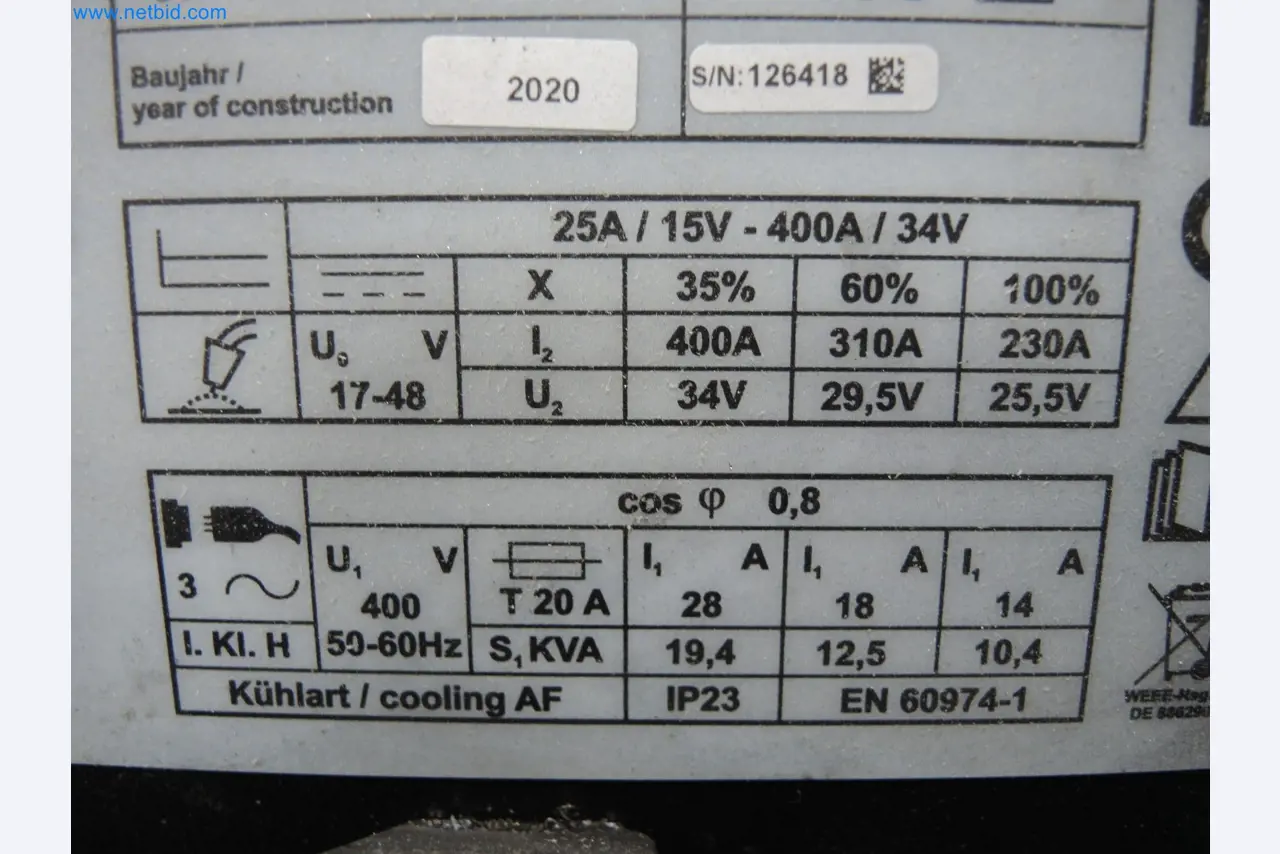 www.netbid.com
Baujahr /
year of construction
2020
S/N: 126418
25A / 15V - 400A / 34V
X 35% 60% 100%
U₀ V I₂ 400A 310A 230A
17-48 U₂ 34V 29,5V 25,5V
cos φ 0,8
U₁ V I₁ A I₁ A I₁ A
3 400 T 20 A 28 18 14
I. Kl. H 50-60Hz S₁ KVA 19,4 12,5 10,4
Kühlart / cooling AF IP23 EN 60974-1